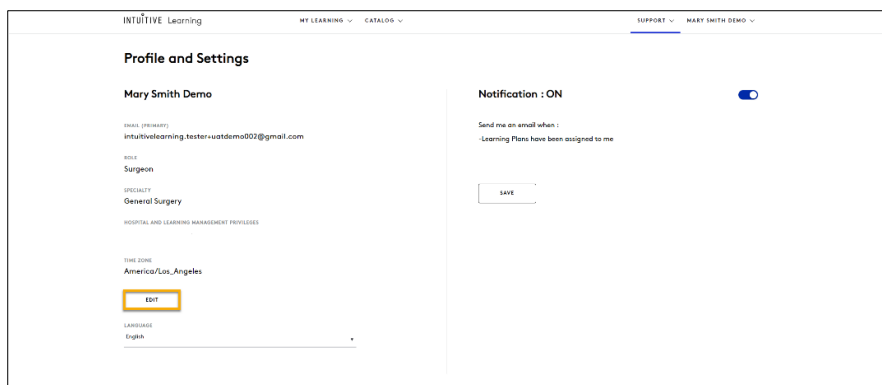 INTUITIVE Learning
MY LEARNING
CATALOG
SUPPORT
MARY SMITH DEMO
Profile and Settings
Mary Smith Demo
EMAIL (PRIMARY)
intuitivelearning.tester+uatdemo002@gmail.com
ROLE
Surgeon
SPECIALTY
General Surgery
HOSPITAL AND LEARNING MANAGEMENT PRIVILEGES
TIME ZONE
America/Los_Angeles
EDIT
LANGUAGE
English
Notification : ON
Send me an email when :
-Learning Plans have been assigned to me
SAVE